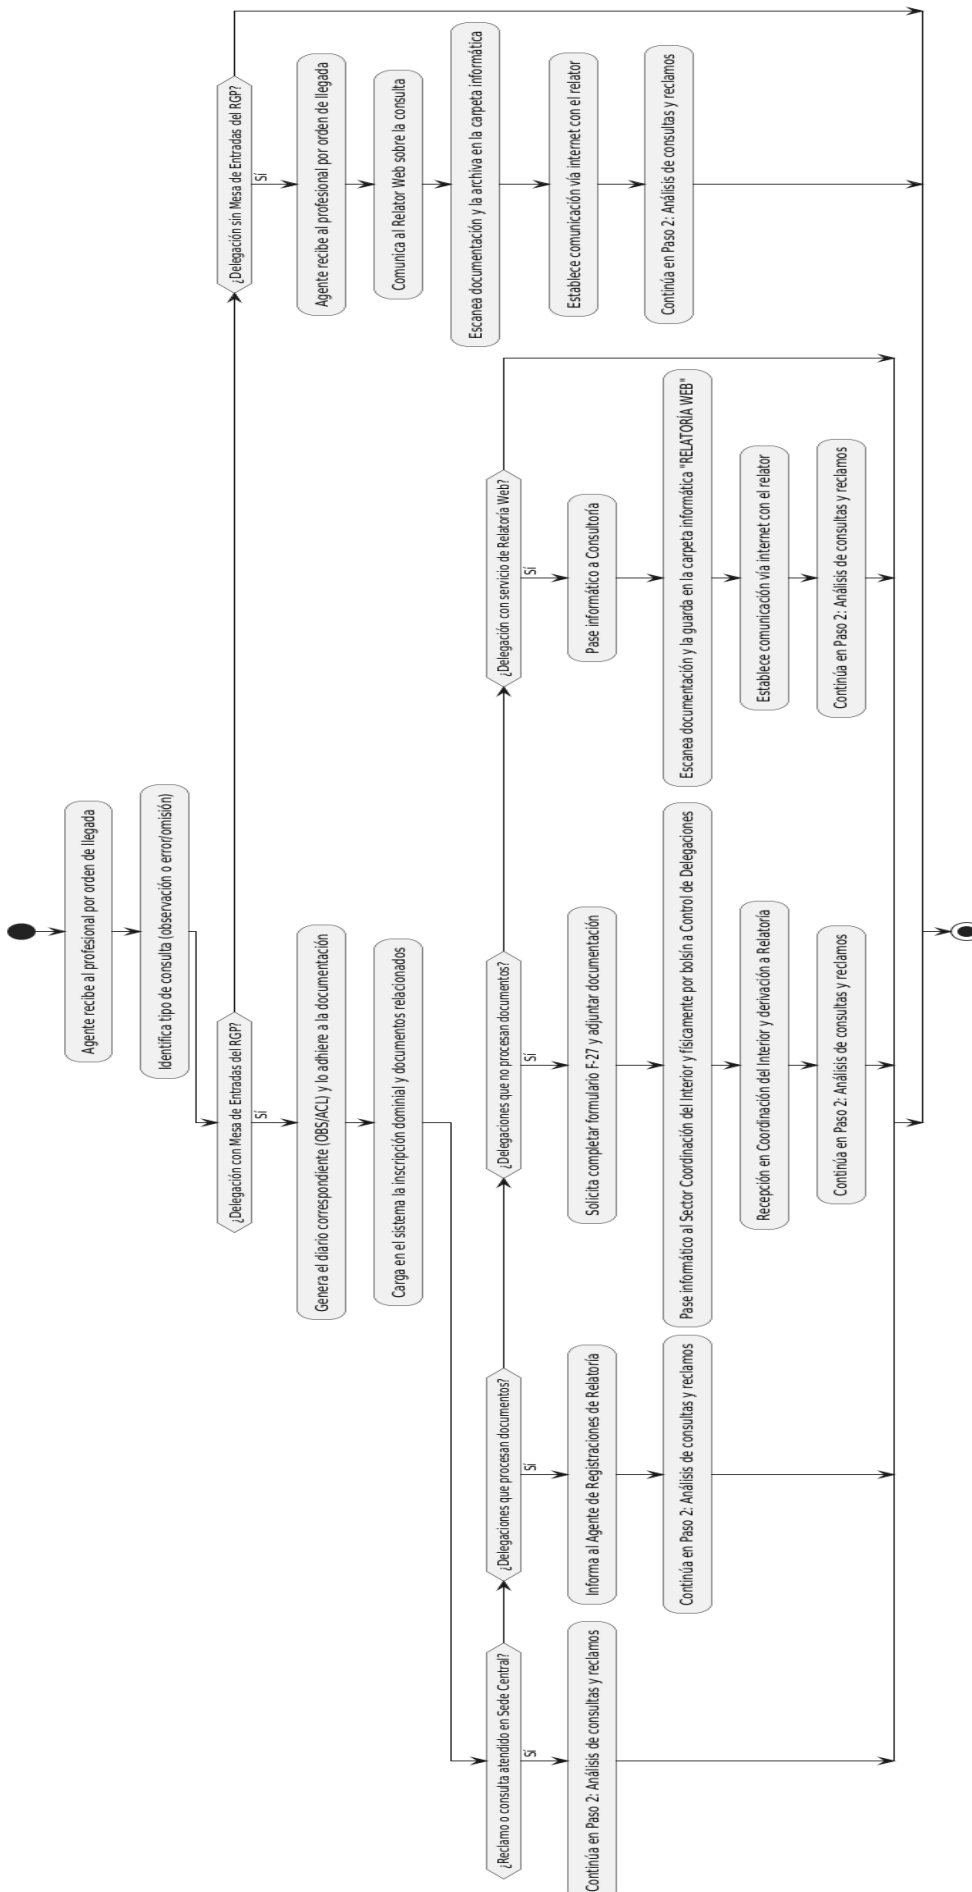 Agente recibe al profesional por orden de llegada
Identifica tipo de consulta (observación o error/omisión)
¿Delegación con Mesa de Entradas del RGP?
Sí
Genera el diario correspondiente (OBS/ACL) y lo adhiere a la documentación
Carga en el sistema la inscripción dominial y documentos relacionados
¿Reclamo o consulta atendido en Sede Central?
Sí
Continúa en Paso 2: Análisis de consultas y reclamos
¿Delegaciones que procesan documentos?
Sí
Informa al Agente de Registraciones de Relatoría
Continúa en Paso 2: Análisis de consultas y reclamos
¿Delegaciones que no procesan documentos?
Sí
Solicita completar formulario F-27 y adjuntar documentación
Pase informático al Sector Coordinación del Interior y físicamente por bolsín a Control de Delegaciones
Recepción en Coordinación del Interior y derivación a Relatoría
Continúa en Paso 2: Análisis de consultas y reclamos
¿Delegación con servicio de Relatoría Web?
Sí
Pase informático a Consultoría
Escanea documentación y la guarda en la carpeta informática "RELATORÍA WEB"
Establece comunicación vía internet con el relator
Continúa en Paso 2: Análisis de consultas y reclamos
¿Delegación sin Mesa de Entradas del RGP?
Sí
Agente recibe al profesional por orden de llegada
Comunica al Relator Web sobre la consulta
Escanea documentación y la archiva en la carpeta informática
Establece comunicación vía internet con el relator
Continúa en Paso 2: Análisis de consultas y reclamos